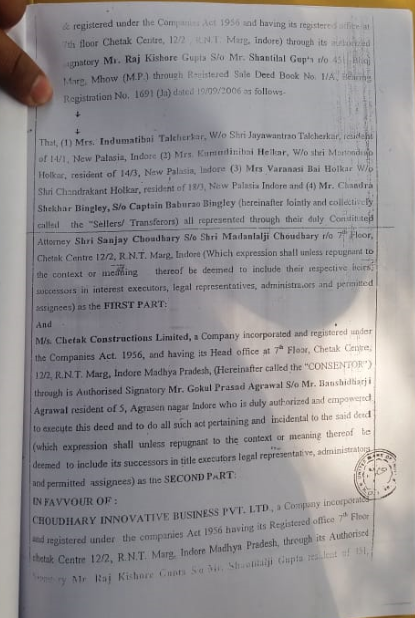 & registered under the Companies Act 1956 and having its registered office at
7th floor Chetak Centre, 12/2 , R.N.T. Marg, Indore) through its authorized
signatory Mr. Raj Kishore Gupta S/o Mr. Shantilal Gupta r/o 451,
Marg, Mhow (M.P.) through Registered Sale Deed Book No. 1/A, Bearing
Registration No. 1691 (Ja) dated 19/09/2006 as follows-
↓
↓
That, (1) Mrs. Indumatibai Talcherkar, W/o Shri Jayawantrao Talcherkar, resident
of 14/1, New Palasia, Indore (2) Mrs. Kumudinibai Holkar, W/o shri Martandrao
Holkar, resident of 14/3, New Palasia, Indore (3) Mrs Varanasi Bai Holkar W/o
Shri Chandrakant Holkar, resident of 18/3, New Palasia Indore and (4) Mr. Chandra
Shekhar Bingley, S/o Captain Baburao Bingley (hereinafter Jointly and collectively
called the "Sellers/ Transferors) all represented through their duly Constituted
Attorney Shri Sanjay Choudhary S/o Shri Madanlalji Choudhary r/o 7th Floor,
Chetak Centre 12/2, R.N.T. Marg, Indore (Which expression shall unless repugnant to
the context or meaning thereof be deemed to include their respective heirs,
successors in interest executors, legal representatives, administrators and permitted
assignees) as the FIRST PART:
And
M/s. Chetak Constructions Limited, a Company incorporated and registered under
the Companies Act. 1956, and having its Head office at 7th Floor, Chetak Centre,
12/2, R.N.T. Marg, Indore Madhya Pradesh, (Hereinafter called the "CONSENTOR")
through is Authorised Signatory Mr. Gokul Prasad Agrawal S/o Mr. Banshidharji
Agrawal resident of 5, Agrasen nagar Indore who is duly authorized and empowered
to execute this deed and to do all such act pertaining and incidental to the said deed
(which expression shall unless repugnant to the context or meaning thereof be
deemed to include its successors in title executors legal representative, administrators
and permitted assignees) as the SECOND PART:
IN FAVVOUR OF :
CHOUDHARY INNOVATIVE BUSINESS PVT. LTD., a Company incorporated
and registered under the companies Act 1956 having its Registered office 7th Floor
chetak Centre 12/2, R.N.T. Marg, Indore Madhya Pradesh, through its Authorised
Signatory Mr. Raj Kishore Gupta S/o Mr. Shantilalji Gupta resident of 451,